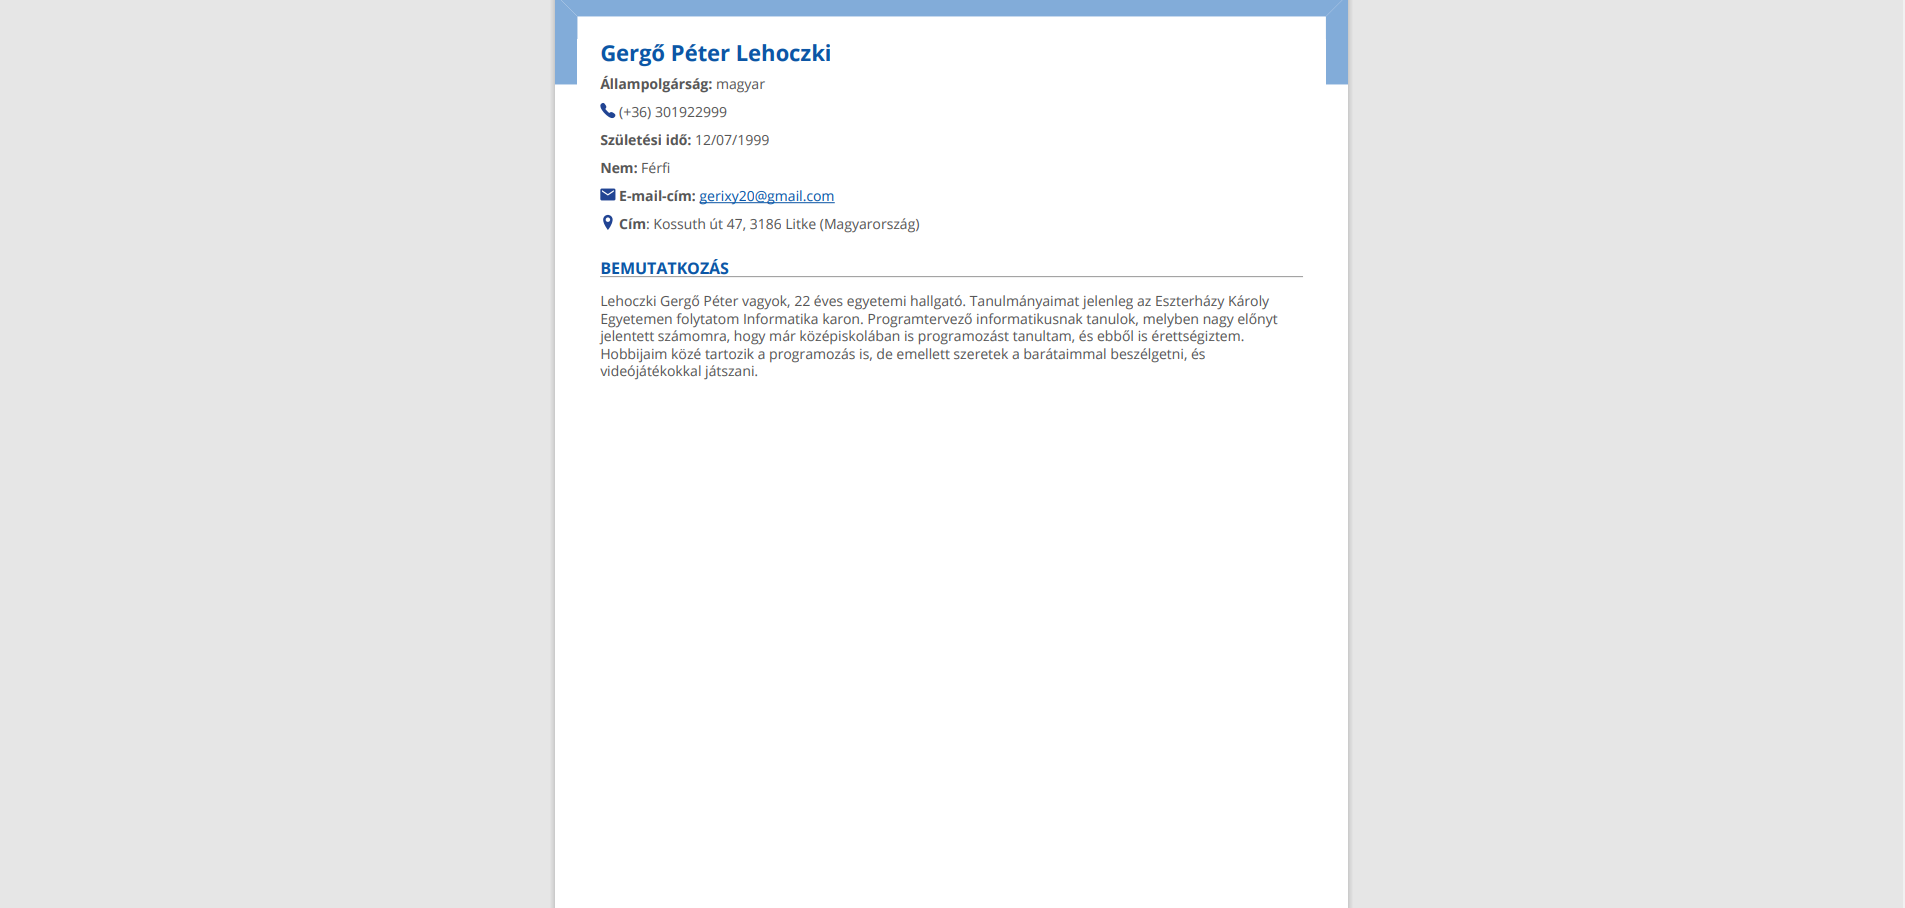 Gergő Péter Lehoczki
Állampolgárság: magyar
(+36) 301922999
Születési idő: 12/07/1999
Nem: Férfi
E-mail-cím: gerixy20@gmail.com
Cím: Kossuth út 47, 3186 Litke (Magyarország)
BEMUTATKOZÁS
Lehoczki Gergő Péter vagyok, 22 éves egyetemi hallgató. Tanulmányaimat jelenleg az Eszterházy Károly
Egyetemen folytatom Informatika karon. Programtervező informatikusnak tanulok, melyben nagy előnyt
jelentett számomra, hogy már középiskolában is programozást tanultam, és ebből is érettségiztem.
Hobbijaim közé tartozik a programozás is, de emellett szeretek a barátaimmal beszélgetni, és
videójátékokkal játszani.